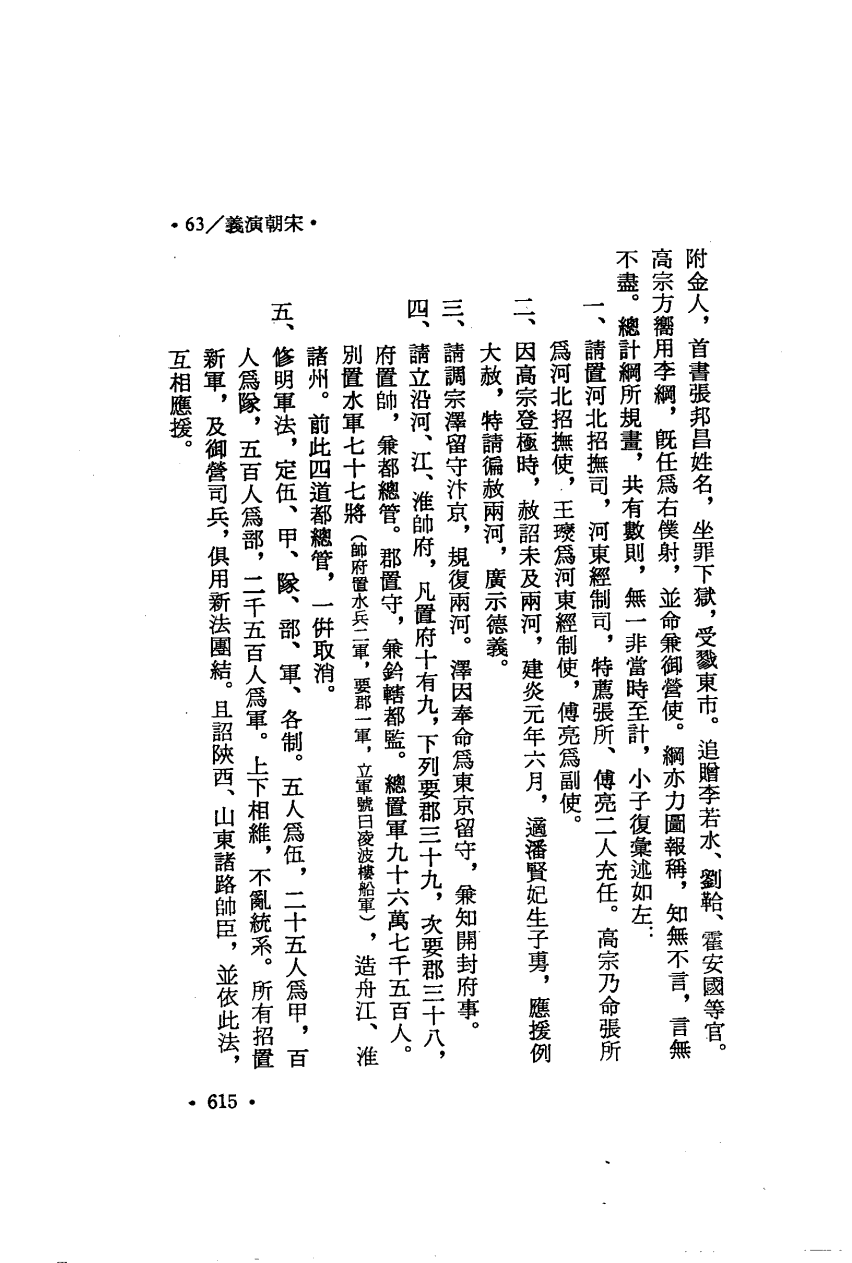 •63/義演朝宋•
附金人，首書張邦昌姓名，坐罪下獄，受戮東市。追贈李若水、劉韐、霍安國等官。
高宗方嚮用李綱，旣任爲右僕射，並命兼御營使。綱亦力圖報稱，知無不言，言無
不盡。總計綱所規畫，共有數則，無一非當時至計，小子復彙述如左：
一、請置河北招撫司，河東經制司，特薦張所、傅亮二人充任。高宗乃命張所
爲河北招撫使，王𤫉爲河東經制使，傅亮爲副使。
二、因高宗登極時，赦詔未及兩河，建炎元年六月，適潘賢妃生子旉，應援例
大赦，特請徧赦兩河，廣示德義。
三、請調宗澤留守汴京，規復兩河。澤因奉命爲東京留守，兼知開封府事。
四、請立沿河、江、淮帥府，凡置府十有九，下列要郡三十九，次要郡三十八，
府置帥，兼都總管。郡置守，兼鈐轄都監。總置軍九十六萬七千五百人。
別置水軍七十七將（帥府置水兵二軍，要郡一軍，立軍號曰凌波樓船軍），造舟江、淮
諸州。前此四道都總管，一併取消。
五、修明軍法，定伍、甲、隊、部、軍、各制。五人爲伍，二十五人爲甲，百
人爲隊，五百人爲部，二千五百人爲軍。上下相維，不亂統系。所有招置
新軍，及御營司兵，俱用新法團結。且詔陝西、山東諸路帥臣，並依此法，
互相應援。
•615•